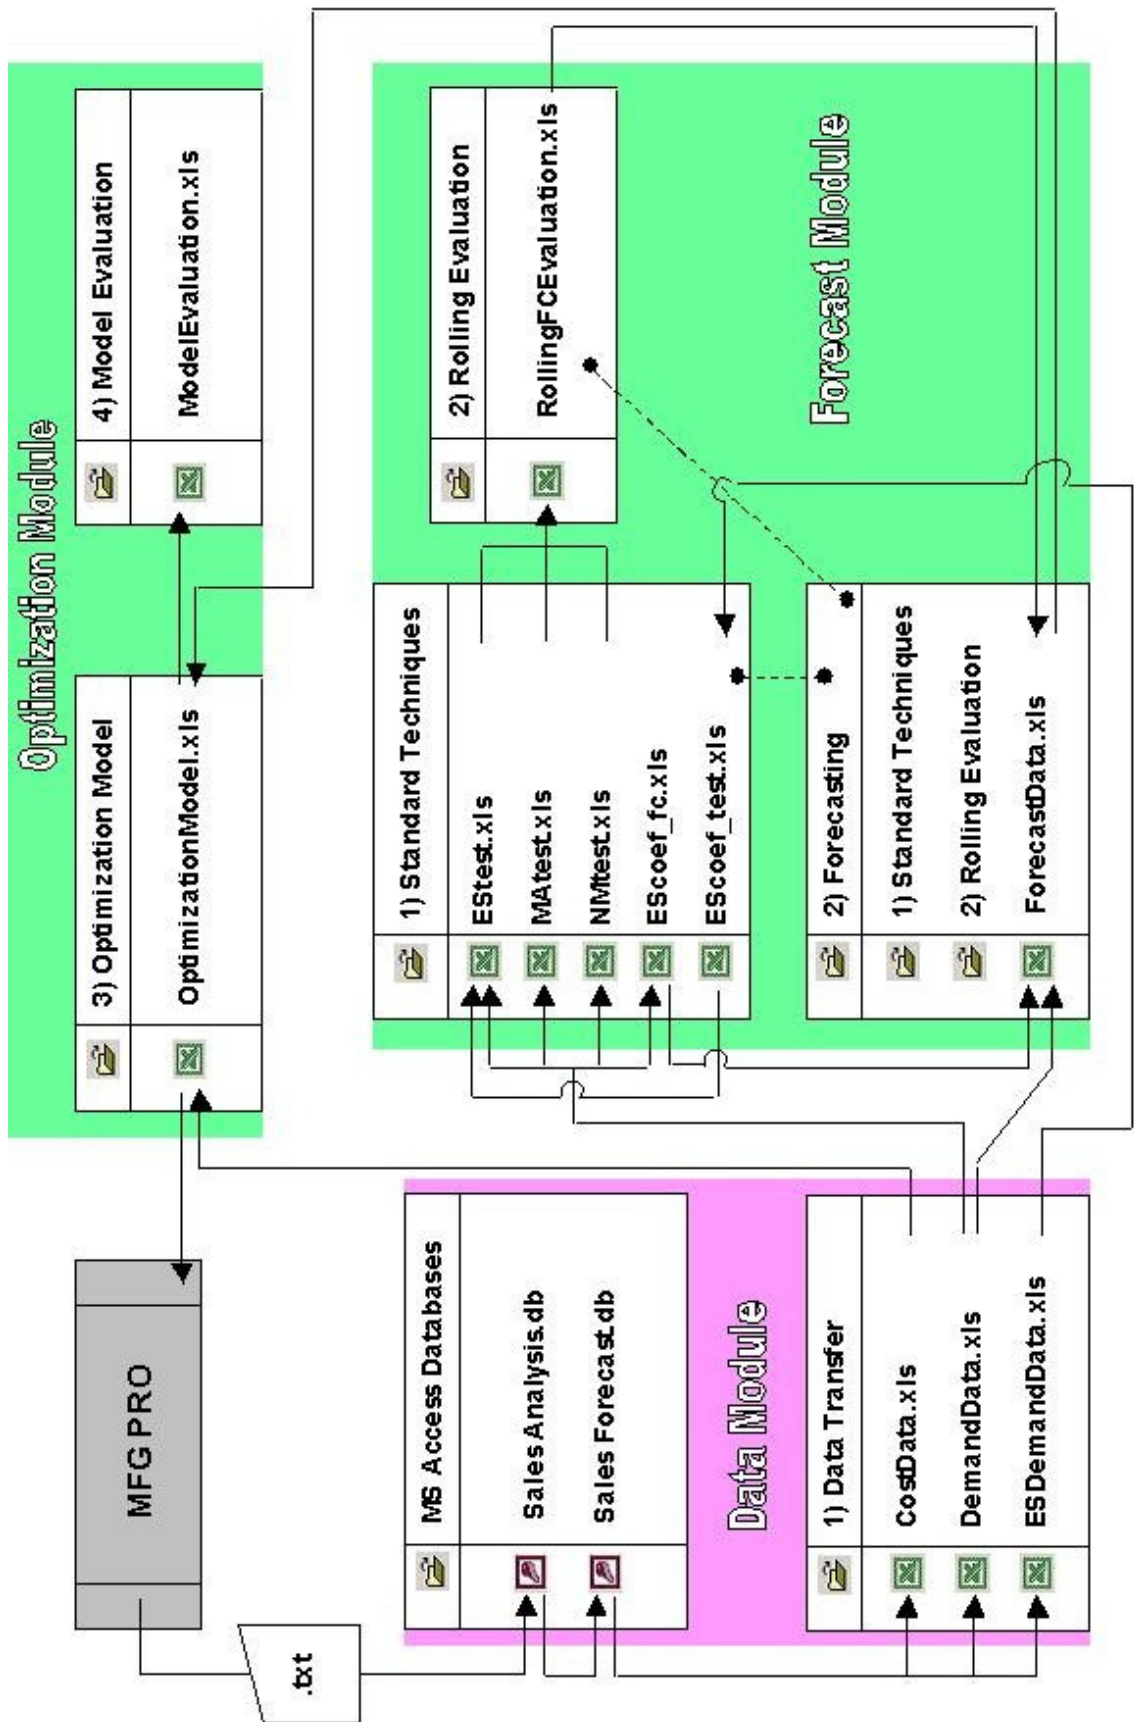 Optimization Module
3) Optimization Model
OptimizationModel.xls
4) Model Evaluation
ModelEvaluation.xls
MFGPRO
.txt
MS Access Databases
Sales Analysis.db
Sales Forecast.db
Data Module
1) Data Transfer
CostData.xls
DemandData.xls
ESDemandData.xls
1) Standard Techniques
EStest.xls
MAtest.xls
NMtest.xls
EScoef_fc.xls
EScoef_test.xls
2) Rolling Evaluation
RollingFCEvaluation.xls
2) Forecasting
1) Standard Techniques
2) Rolling Evaluation
ForecastData.xls
Forecast Module